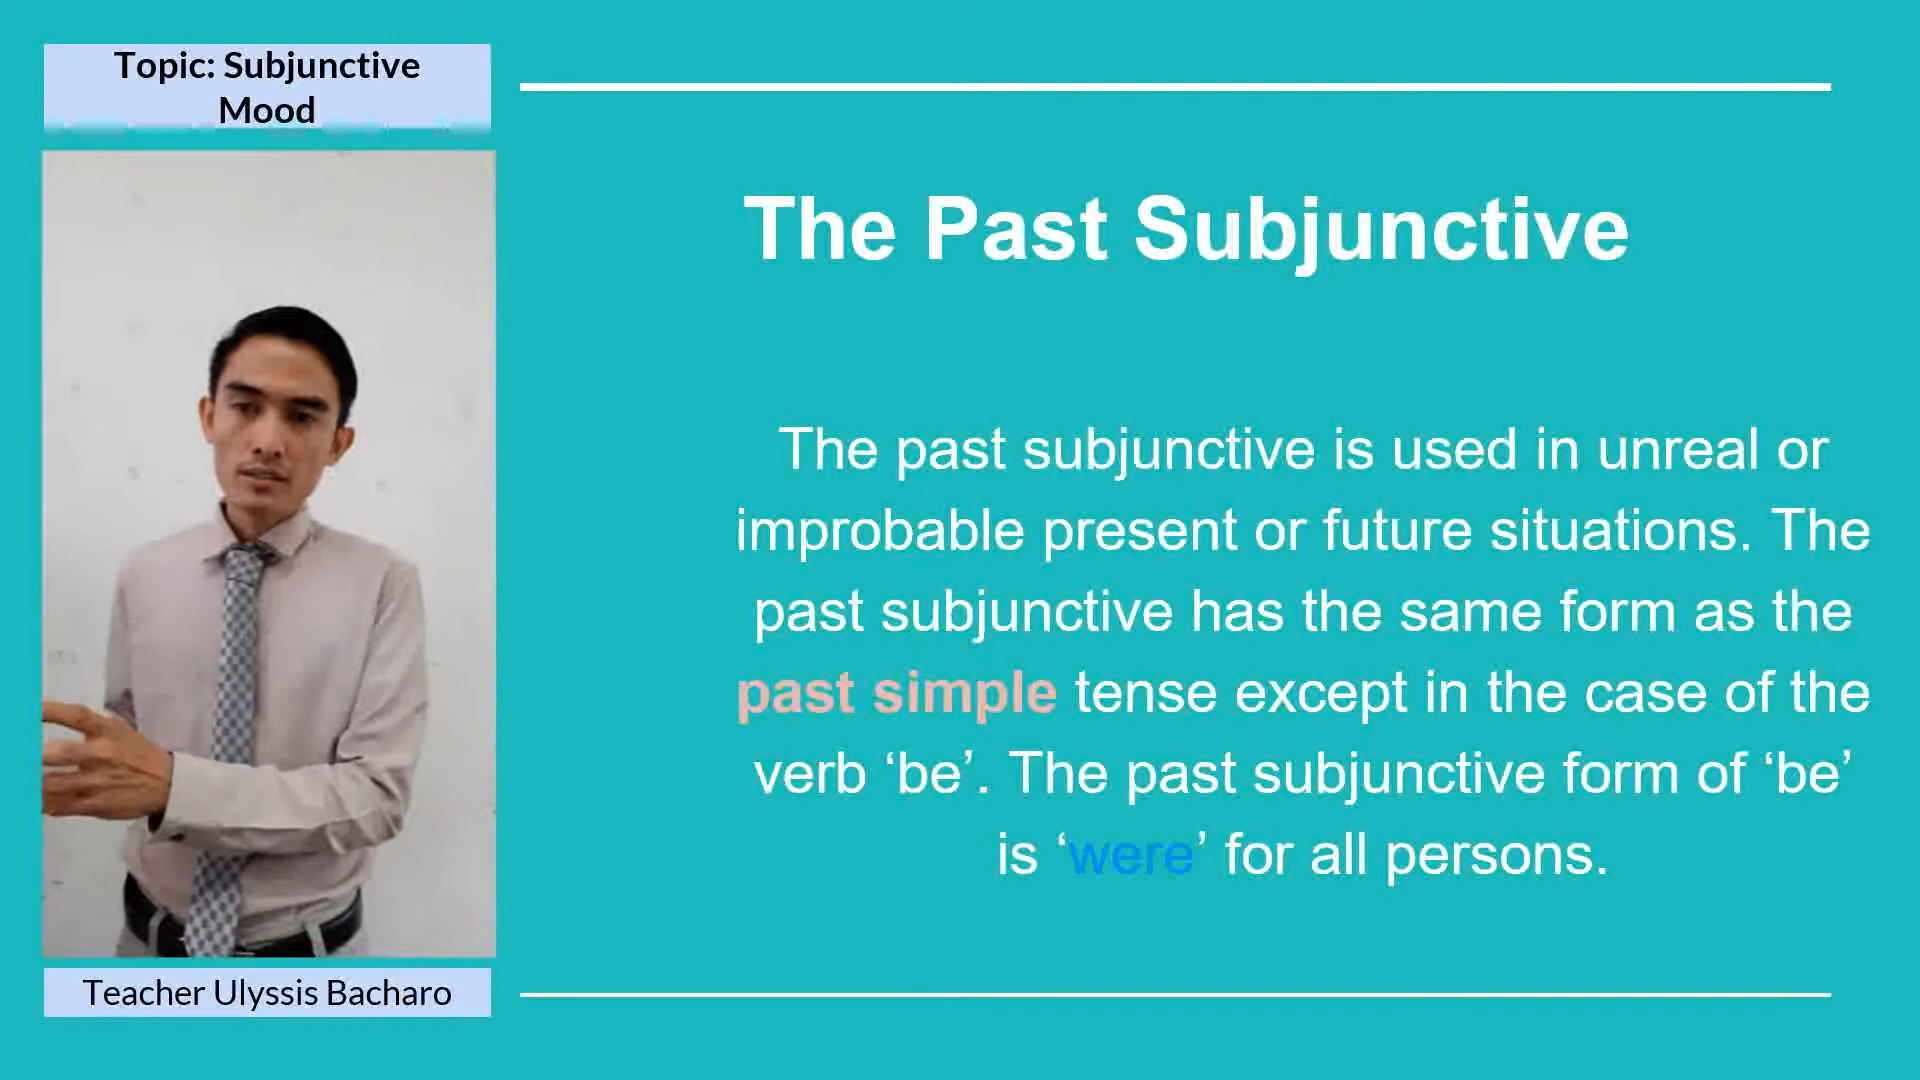 Topic: Subjunctive
Mood
The Past Subjunctive
The past subjunctive is used in unreal or
improbable present or future situations. The
past subjunctive has the same form as the
past simple tense except in the case of the
verb ‘be’. The past subjunctive form of ‘be’
is ‘were’ for all persons.
Teacher Ulyssis Bacharo